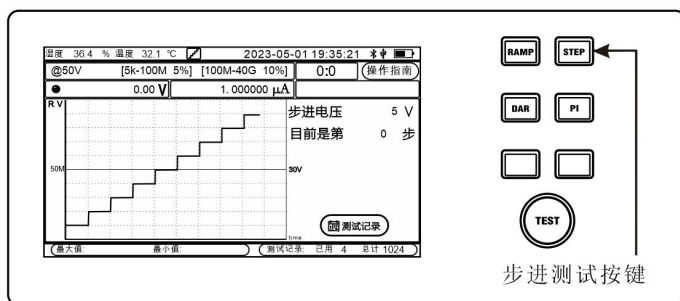 湿度 36.4 % 温度 32.1 ℃ 2023-05-01 19:35:21
@50V [5k-100M 5%] [100M-40G 10%] 0:0 操作指南
0.00 V 1.000000 μA
R V
步进电压 5 V
目前是第 0 步
50M
30V
测试记录
time
最大值: 最小值: 测试记录: 已用 4 总计 1024
RAMP STEP
DAR PI
TEST
步进测试按键